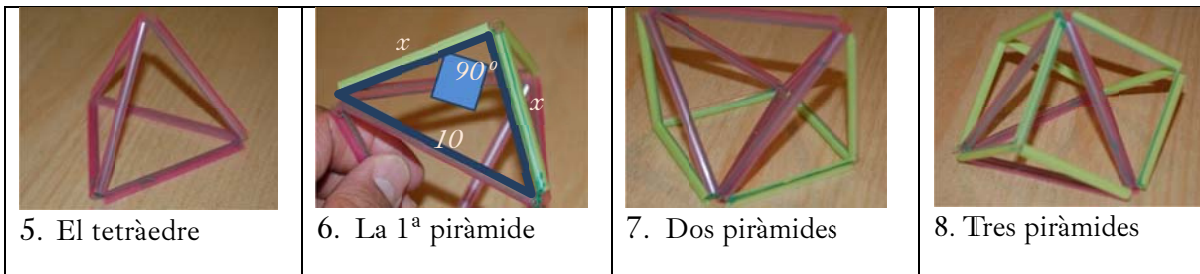 x
90º
x
10
5. El tetràedre
6. La 1ª piràmide
7. Dos piràmides
8. Tres piràmides